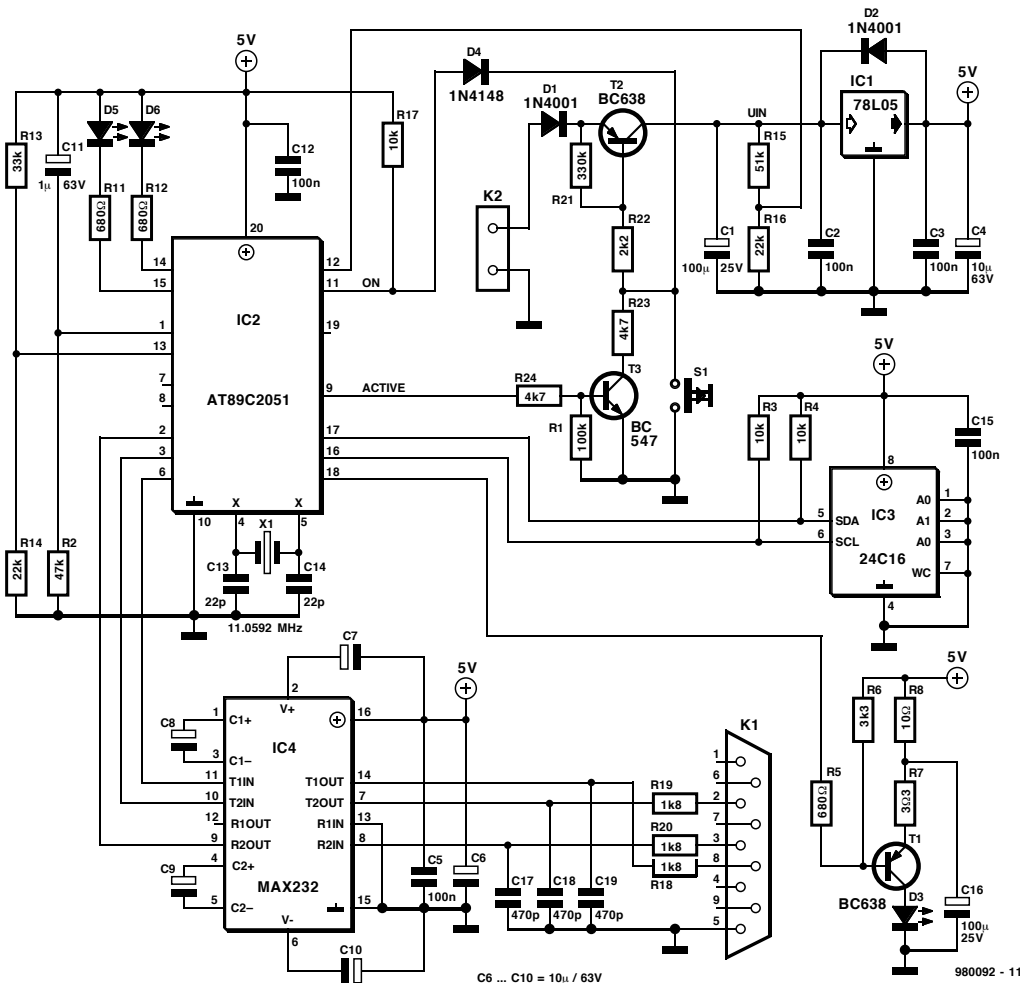 D2
1N4001
5V
D4
1N4148
D1
1N4001
T2
BC638
IC1
78L05
5V
D5
D6
R17
10k
UIN
R15
51k
R13
33k
C11
1µ
63V
C12
100n
R11
680Ω
R12
680Ω
330k
R21
K2
R22
2k2
R16
22k
C1
100µ
25V
C2
100n
C3
100n
C4
10µ
63V
20
14
15
12
11
ON
IC2
1
13
19
R23
4k7
7
8
AT89C2051
9
ACTIVE
R24
4k7
T3
S1
5V
R1
100k
BC
547
R3
10k
R4
10k
C15
100n
2
3
6
17
16
18
8
X
X
10
4
X1
5
IC3
5
SDA
6
SCL
A0
1
A1
2
A0
3
24C16
WC
7
4
R14
22k
R2
47k
C13
22p
C14
22p
11.0592 MHz
C7
5V
5V
2
V+
1
C1+
16
C8
IC4
3
C1–
K1
R6
3k3
R8
10Ω
11
T1IN
T1OUT
14
1
6
10
T2IN
T2OUT
7
R19
1k8
2
R5
680Ω
R7
3Ω3
12
R1OUT
R1IN
13
7
9
R2OUT
R2IN
8
R20
1k8
3
T1
4
C2+
C9
C5
100n
C6
1k8
R18
8
MAX232
C17
470p
C18
470p
C19
470p
4
BC638
D3
C16
100µ
25V
5
C2–
15
9
V-
5
6
C10
C6 ... C10 = 10µ / 63V
980092 - 11